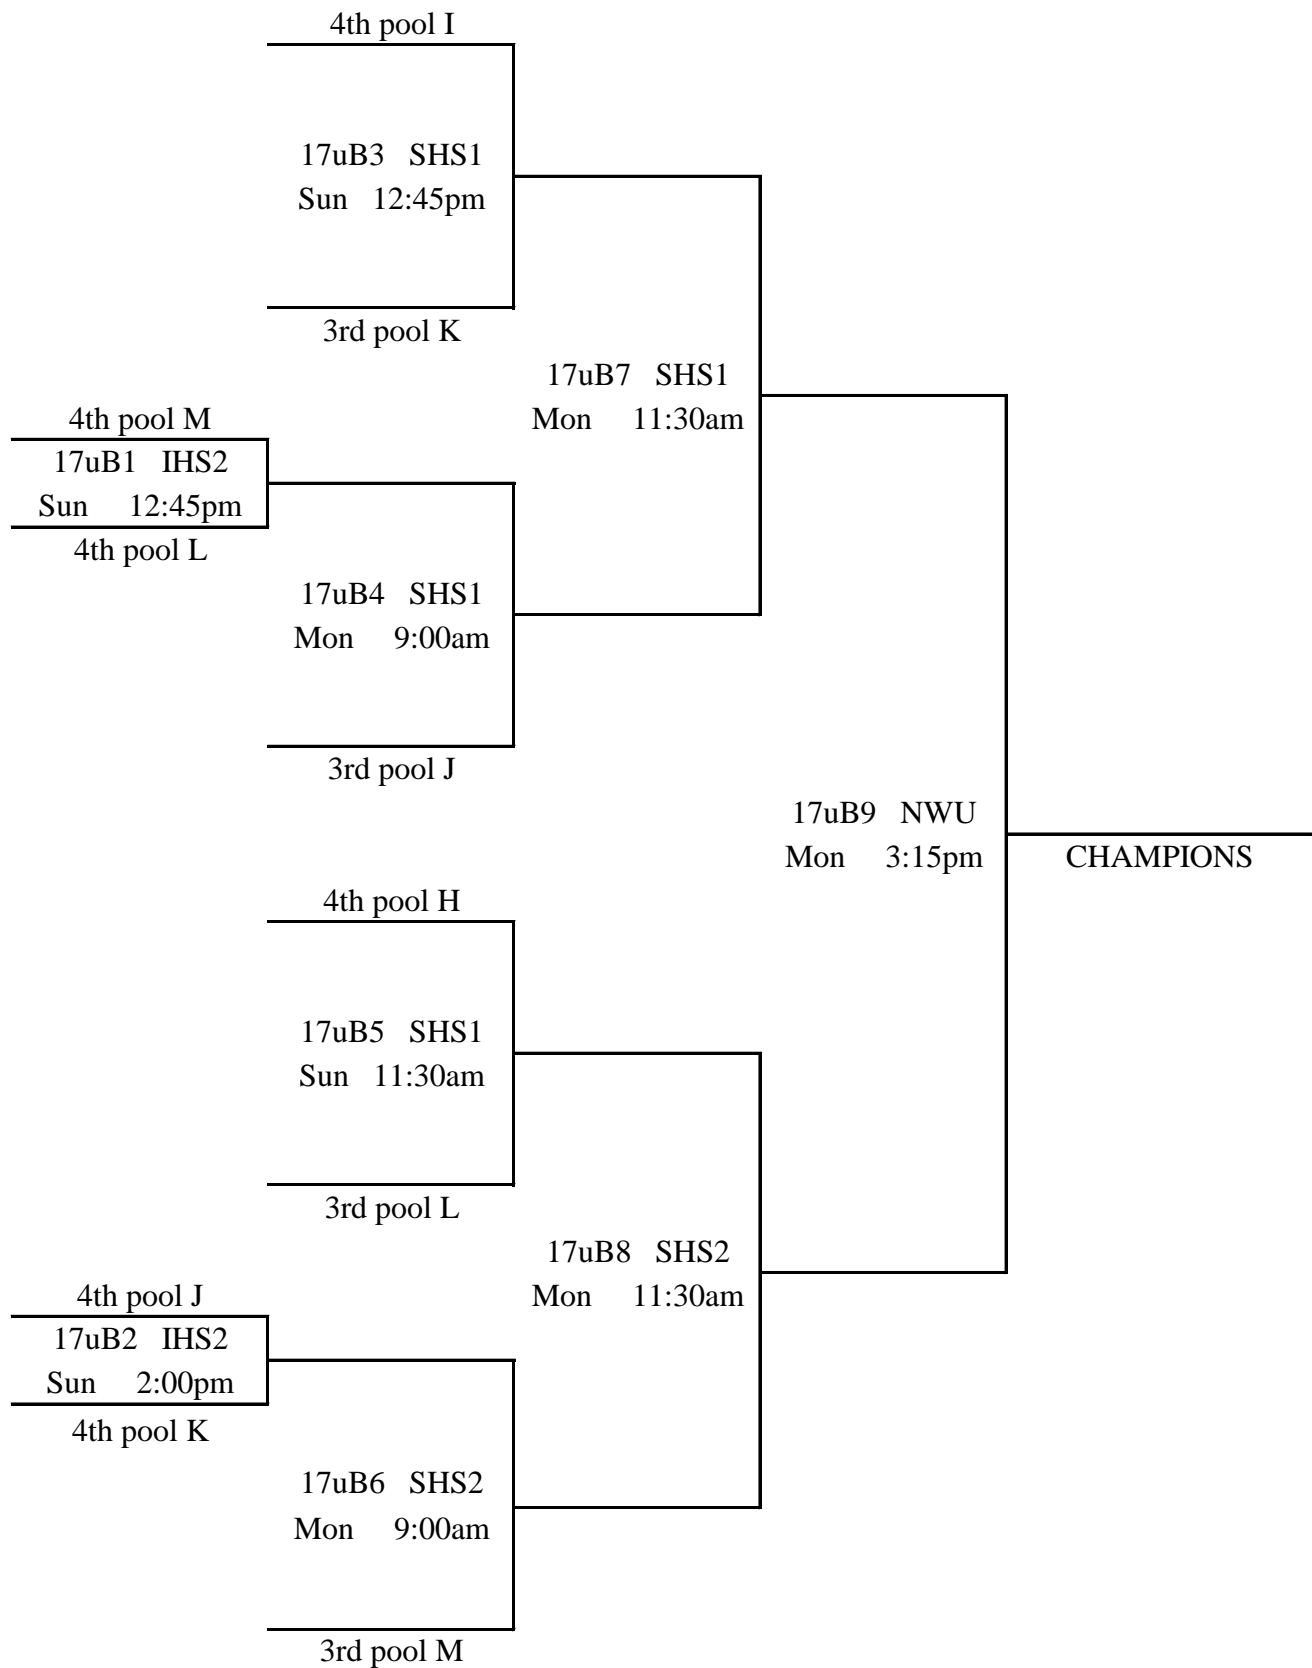 4th pool I
17uB3 SHS1
Sun 12:45pm
3rd pool K
17uB7 SHS1
Mon 11:30am
4th pool M
17uB1 IHS2
Sun 12:45pm
4th pool L
17uB4 SHS1
Mon 9:00am
3rd pool J
17uB9 NWU
Mon 3:15pm
CHAMPIONS
4th pool H
17uB5 SHS1
Sun 11:30am
3rd pool L
17uB8 SHS2
Mon 11:30am
4th pool J
17uB2 IHS2
Sun 2:00pm
4th pool K
17uB6 SHS2
Mon 9:00am
3rd pool M